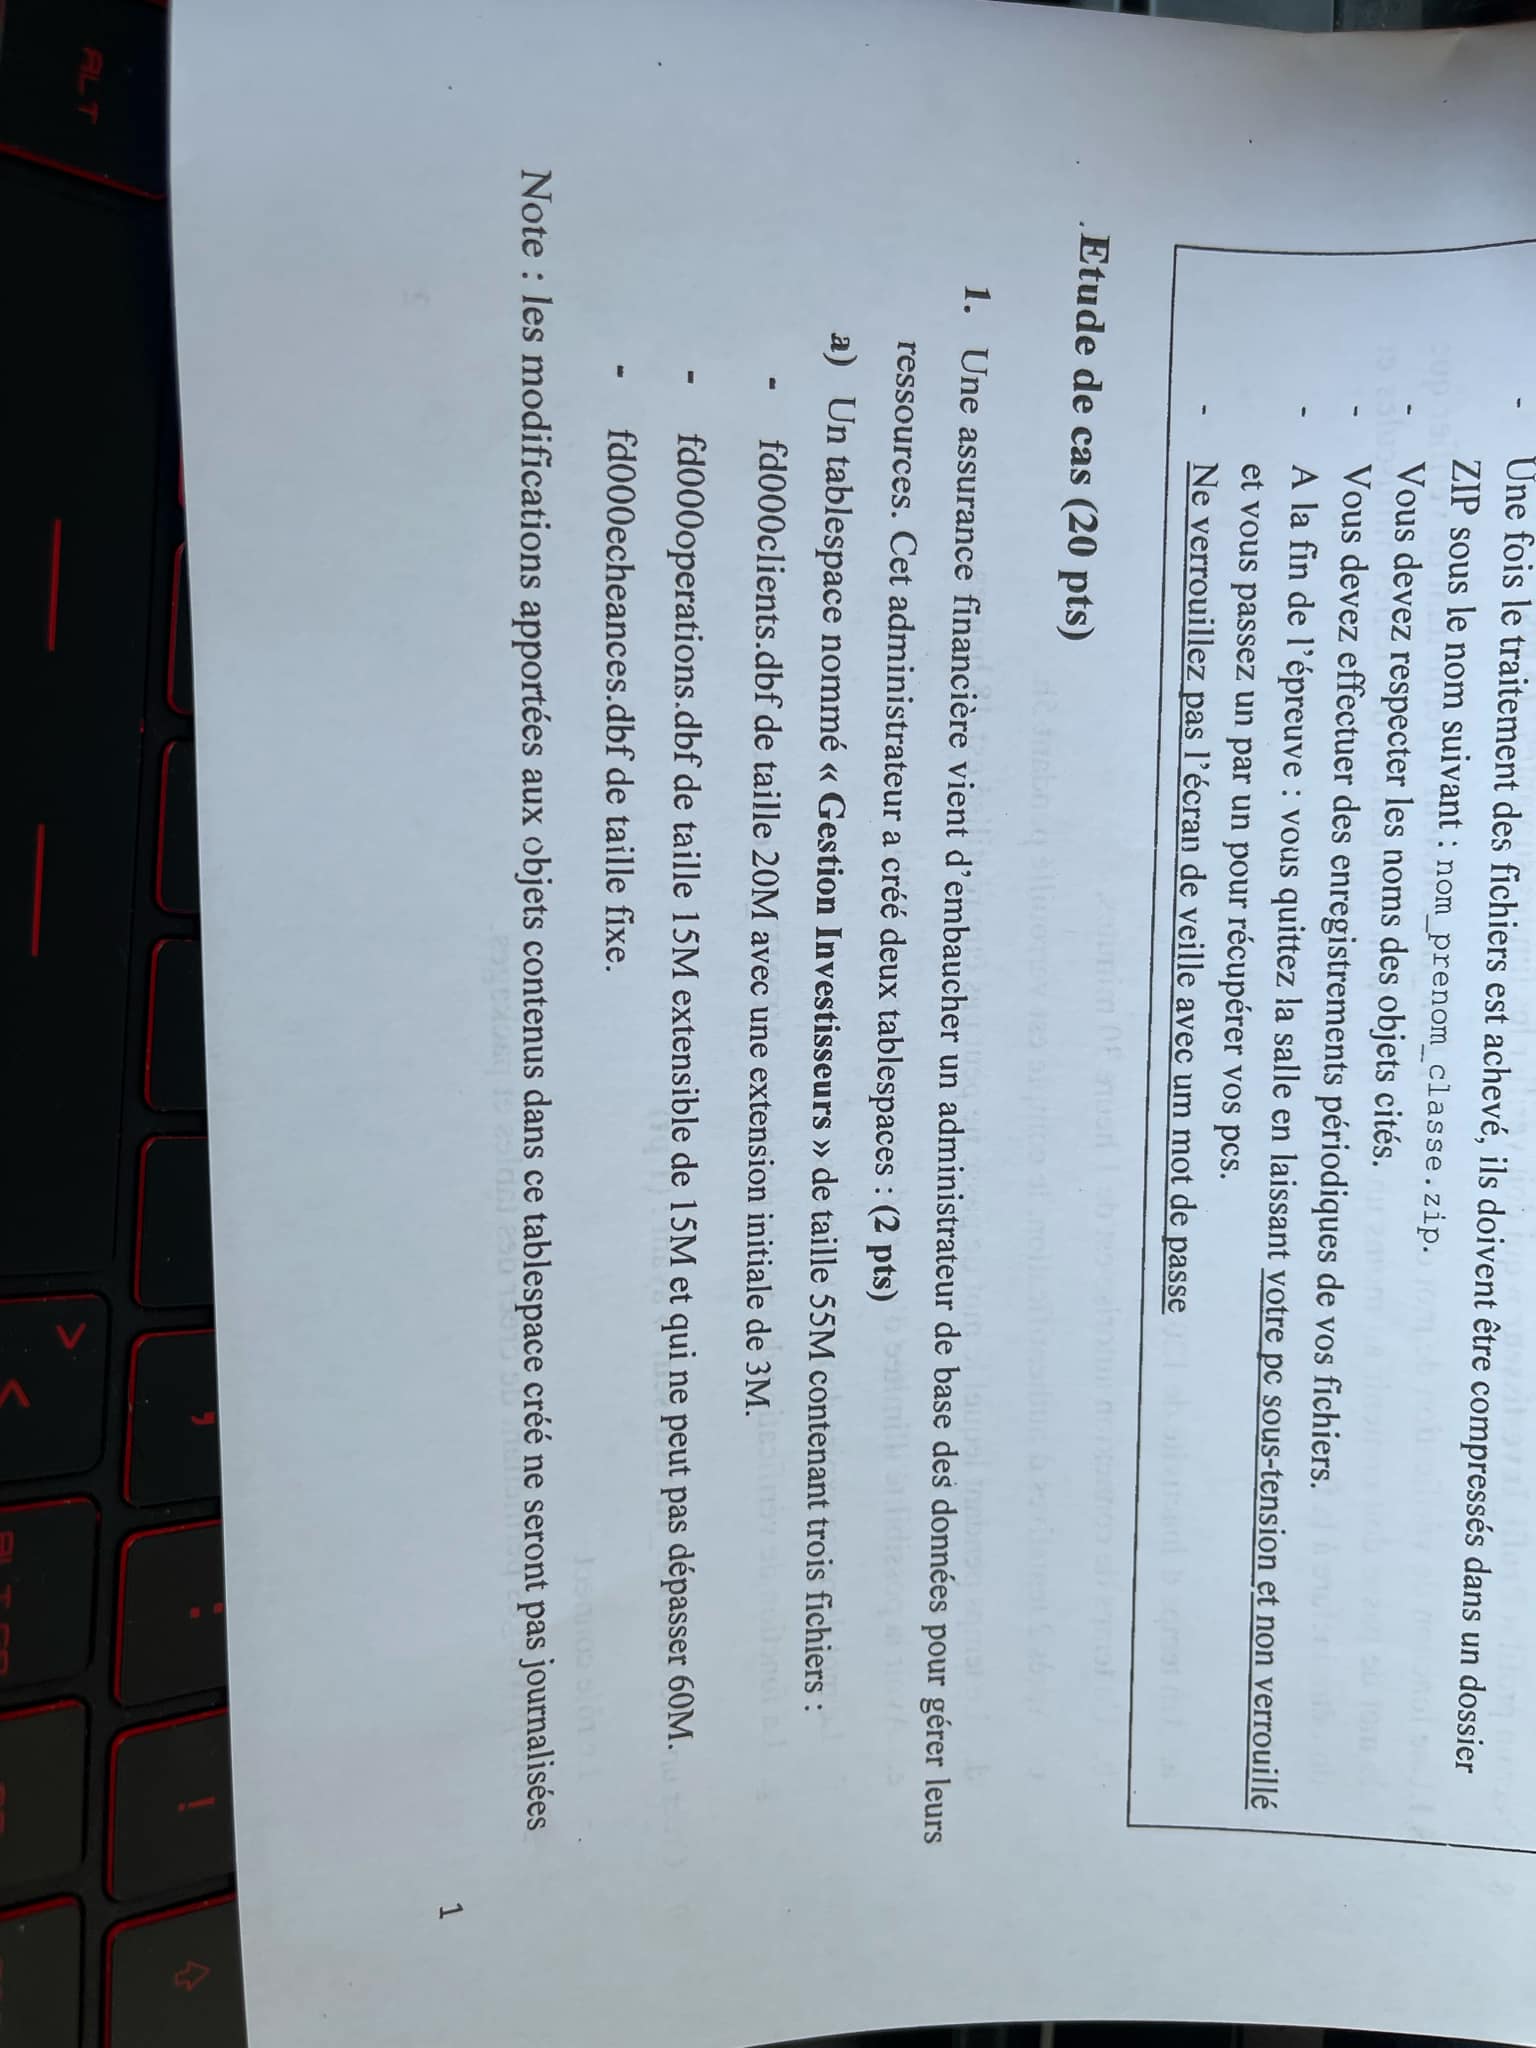 - Une fois le traitement des fichiers est achevé, ils doivent être compressés dans un dossier
ZIP sous le nom suivant : nom_prenom_classe.zip.
- Vous devez respecter les noms des objets cités.
- Vous devez effectuer des enregistrements périodiques de vos fichiers.
- A la fin de l'épreuve : vous quittez la salle en laissant votre pc sous-tension et non verrouillé
et vous passez un par un pour récupérer vos pcs.
- Ne verrouillez pas l'écran de veille avec um mot de passe
Etude de cas (20 pts)
1. Une assurance financière vient d'embaucher un administrateur de base des données pour gérer leurs
ressources. Cet administrateur a créé deux tablespaces : (2 pts)
a) Un tablespace nommé « Gestion Investisseurs » de taille 55M contenant trois fichiers :
- fd000clients.dbf de taille 20M avec une extension initiale de 3M.
- fd000operations.dbf de taille 15M extensible de 15M et qui ne peut pas dépasser 60M.
- fd000echeances.dbf de taille fixe.
Note : les modifications apportées aux objets contenus dans ce tablespace créé ne seront pas journalisées
1
ALT
>
<
,
:
!